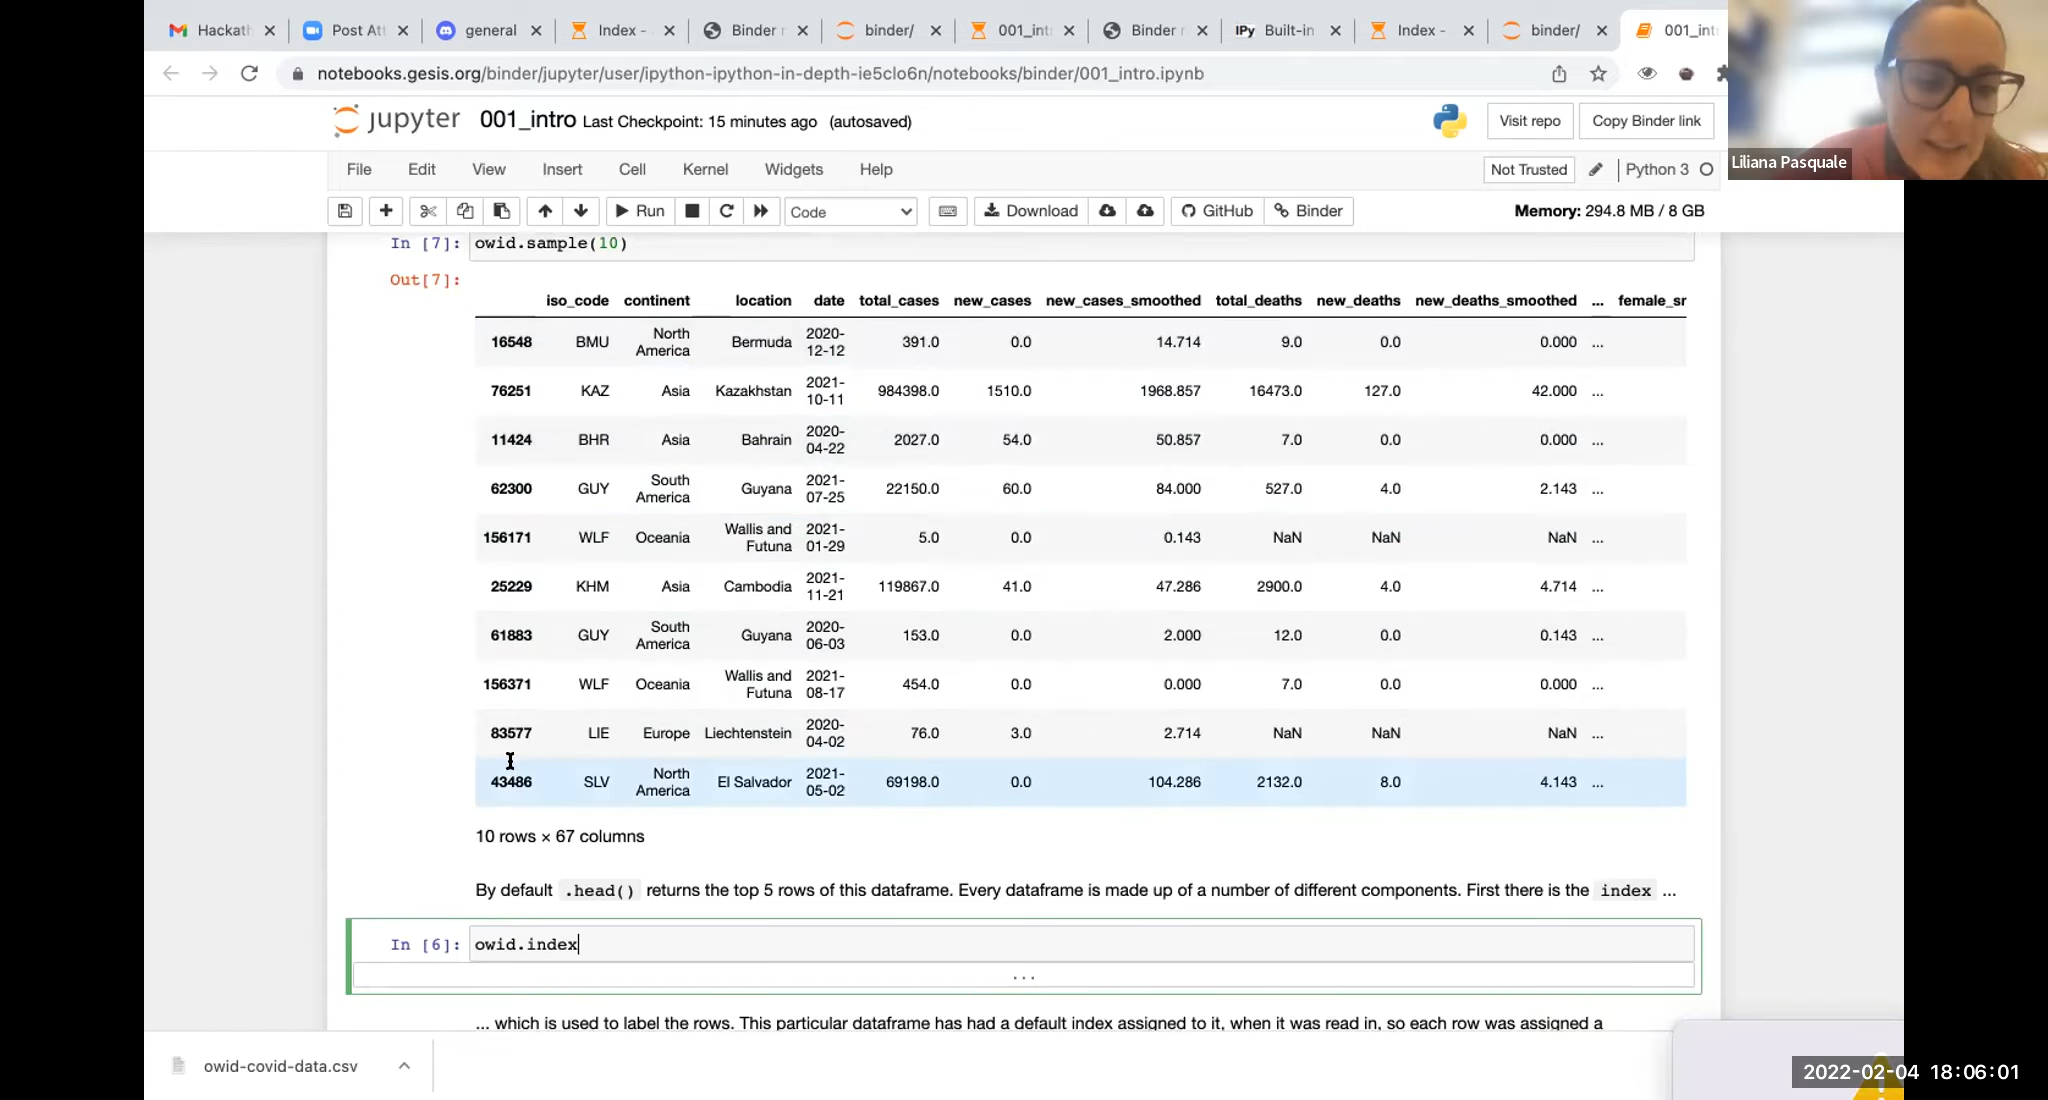 Hackath
Post Att
general
Index -
Binder r
binder/
001_int
Binder r
IPy Built-in
Index -
binder/
001_int
notebooks.gesis.org/binder/jupyter/user/ipython-ipython-in-depth-ie5clo6n/notebooks/binder/001_intro.ipynb
jupyter 001_intro Last Checkpoint: 15 minutes ago (autosaved)
Visit repo
Copy Binder link
Liliana Pasquale
File Edit View Insert Cell Kernel Widgets Help
Not Trusted
Python 3
Run
Code
Download
GitHub
Binder
Memory: 294.8 MB / 8 GB
In [7]: owid.sample(10)
Out[7]:
iso_code continent location date total_cases new_cases new_cases_smoothed total_deaths new_deaths new_deaths_smoothed ... female_sr
16548 BMU North America Bermuda 2020-12-12 391.0 0.0 14.714 9.0 0.0 0.000 ...
76251 KAZ Asia Kazakhstan 2021-10-11 984398.0 1510.0 1968.857 16473.0 127.0 42.000 ...
11424 BHR Asia Bahrain 2020-04-22 2027.0 54.0 50.857 7.0 0.0 0.000 ...
62300 GUY South America Guyana 2021-07-25 22150.0 60.0 84.000 527.0 4.0 2.143 ...
156171 WLF Oceania Wallis and Futuna 2021-01-29 5.0 0.0 0.143 NaN NaN NaN ...
25229 KHM Asia Cambodia 2021-11-21 119867.0 41.0 47.286 2900.0 4.0 4.714 ...
61883 GUY South America Guyana 2020-06-03 153.0 0.0 2.000 12.0 0.0 0.143 ...
156371 WLF Oceania Wallis and Futuna 2021-08-17 454.0 0.0 0.000 7.0 0.0 0.000 ...
83577 LIE Europe Liechtenstein 2020-04-02 76.0 3.0 2.714 NaN NaN NaN ...
43486 SLV North America El Salvador 2021-05-02 69198.0 0.0 104.286 2132.0 8.0 4.143 ...
10 rows × 67 columns
By default .head() returns the top 5 rows of this dataframe. Every dataframe is made up of a number of different components. First there is the index ...
In [6]: owid.index
...
... which is used to label the rows. This particular dataframe has had a default index assigned to it, when it was read in, so each row was assigned a
owid-covid-data.csv
2022-02-04 18:06:01